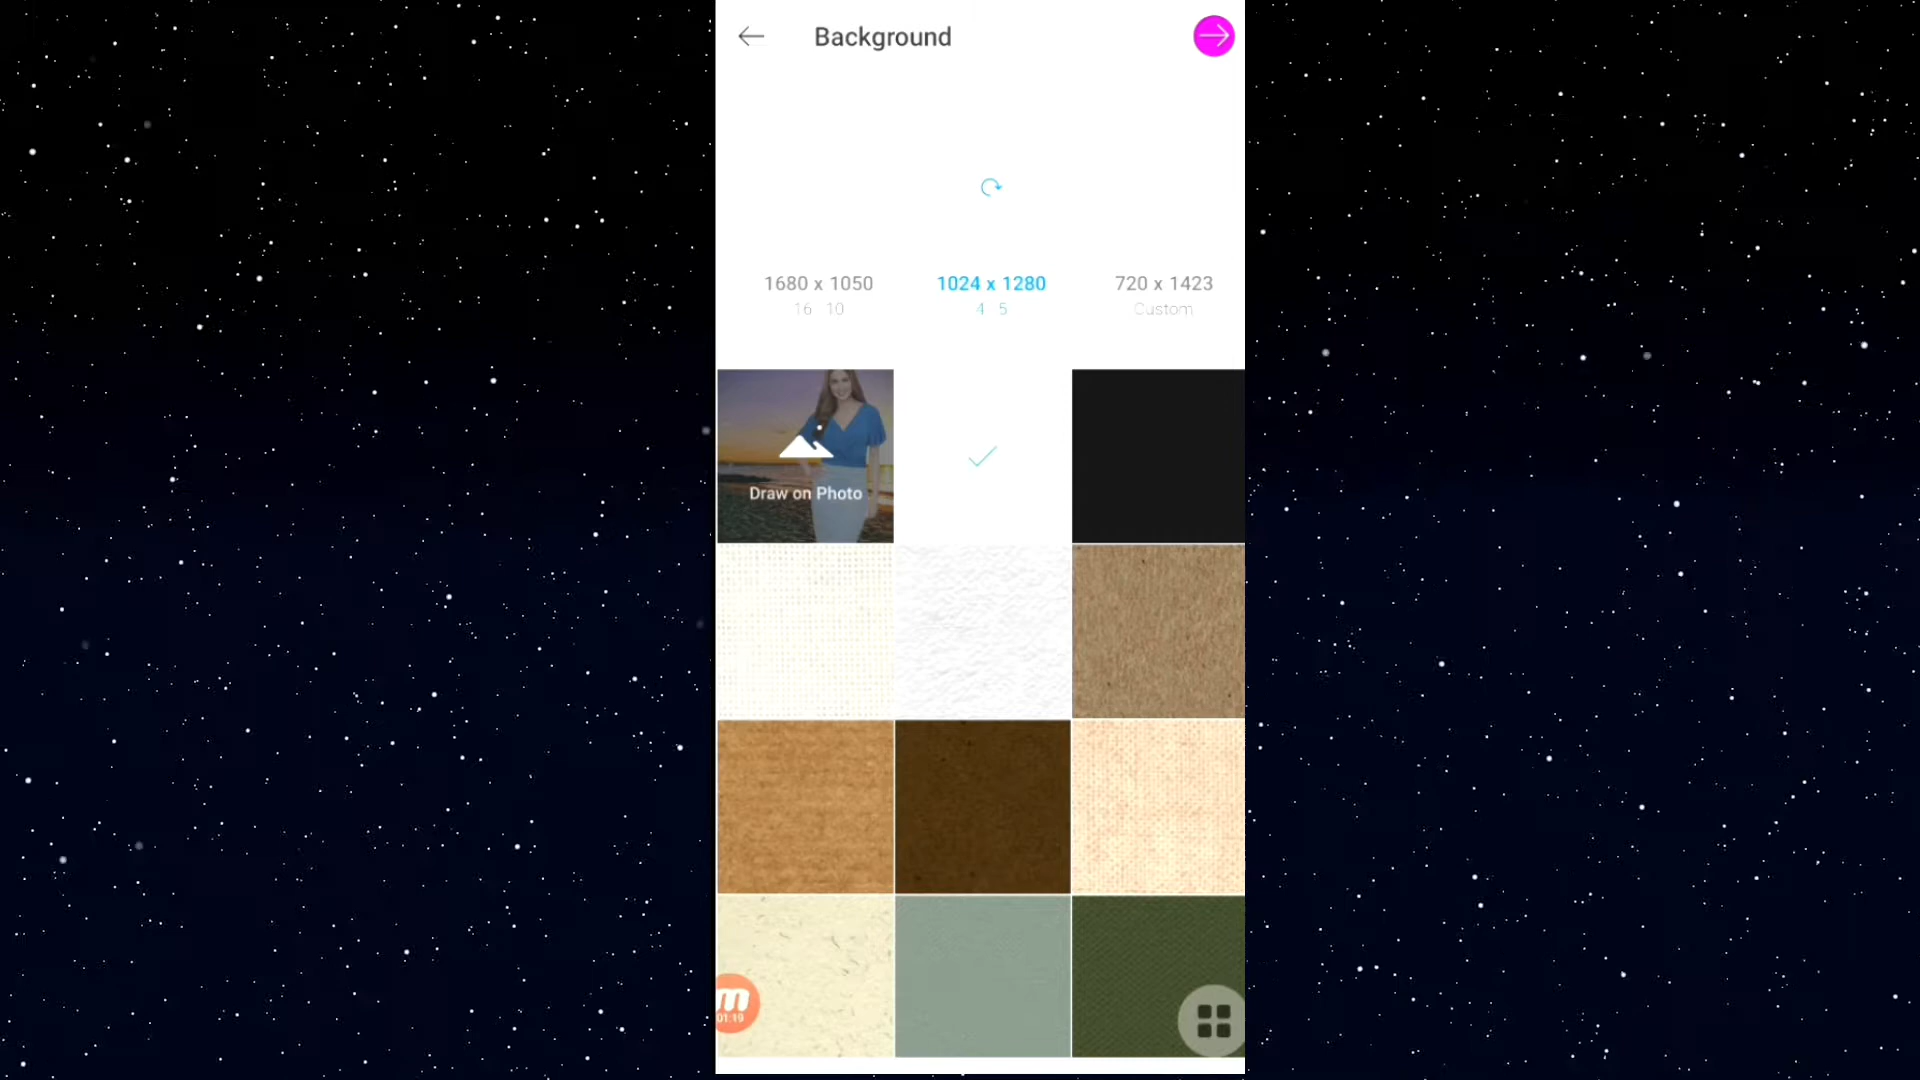 Background
1680 x 1050
1024 x 1280
720 x 1423
16 10
4 5
Custom
Draw on Photo
m
01:19